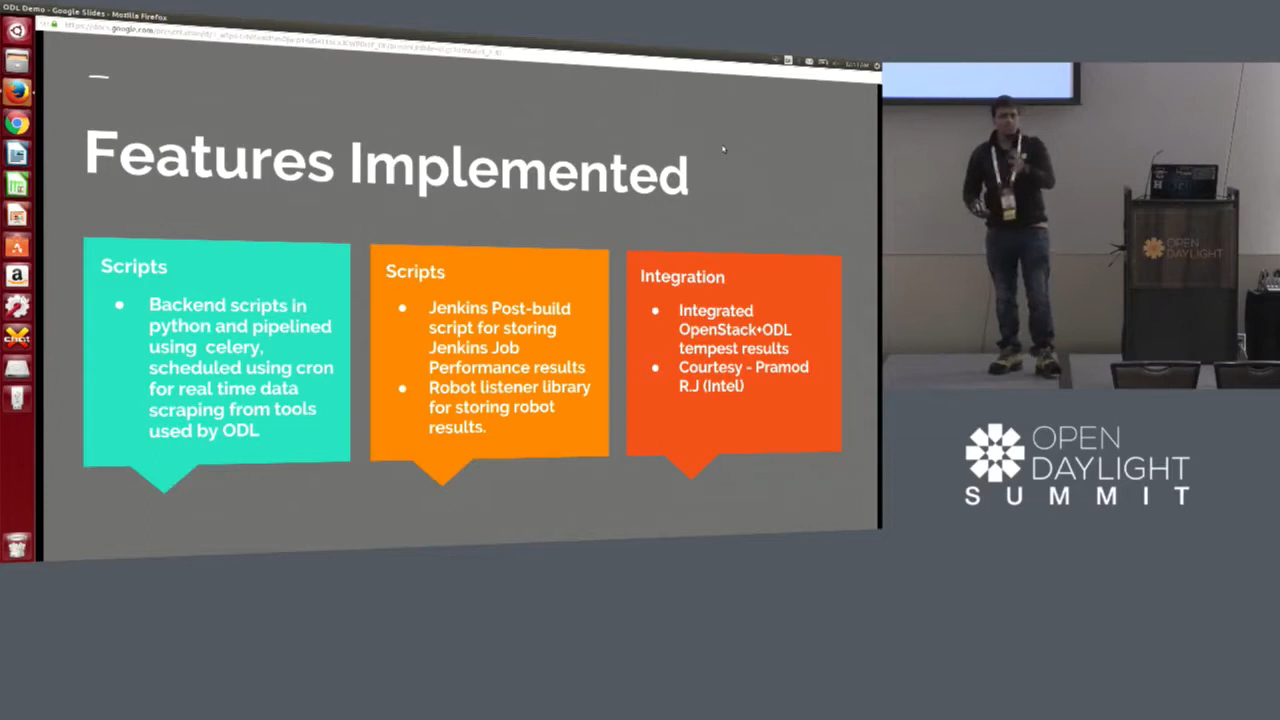 ODL Demo - Google Slides - Mozilla Firefox
Features Implemented
Scripts
● Backend scripts in
python and pipelined
using celery,
scheduled using cron
for real time data
scraping from tools
used by ODL
Scripts
● Jenkins Post-build
script for storing
Jenkins Job
Performance results
● Robot listener library
for storing robot
results.
Integration
● Integrated
OpenStack+ODL
tempest results
● Courtesy - Pramod
R.J (Intel)
OPEN
DAYLIGHT
OPEN
DAYLIGHT
SUMMIT